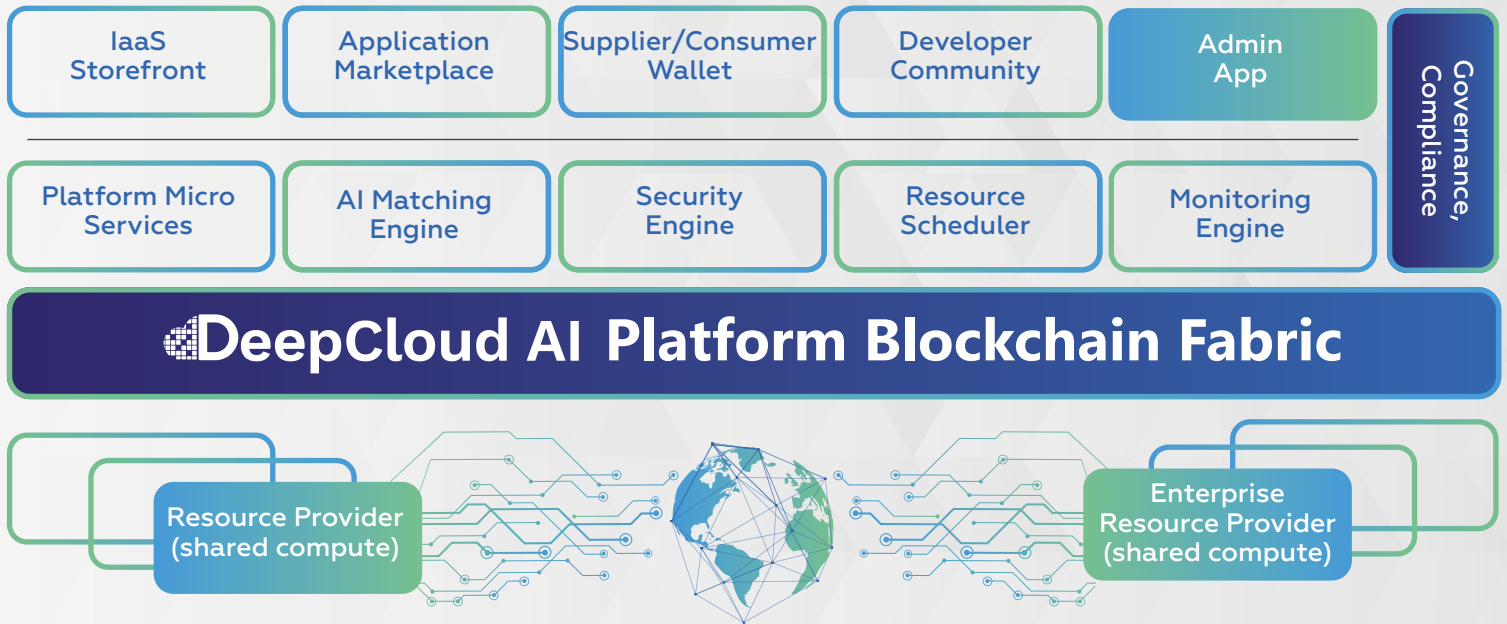 IaaS
Storefront
Application
Marketplace
Supplier/Consumer
Wallet
Developer
Community
Admin
App
Governance,
Compliance
Platform Micro
Services
AI Matching
Engine
Security
Engine
Resource
Scheduler
Monitoring
Engine
DeepCloud AI Platform Blockchain Fabric
Resource Provider
(shared compute)
Enterprise
Resource Provider
(shared compute)